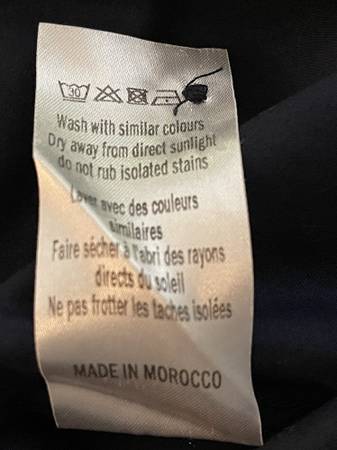 30
Wash with similar colours
Dry away from direct sunlight
do not rub isolated stains
Laver avec des couleurs
similaires
Faire sécher à l'abri des rayons
directs du soleil
Ne pas frotter les taches isolées
MADE IN MOROCCO